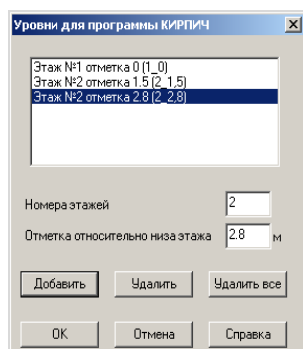 Уровни для программы КИРПИЧ
Этаж №1 отметка 0 (1_0)
Этаж №2 отметка 1.5 (2_1,5)
Этаж №2 отметка 2.8 (2_2,8)
Номера этажей 2
Отметка относительно низа этажа 2.8 м
Добавить Удалить Удалить все
OK Отмена Справка